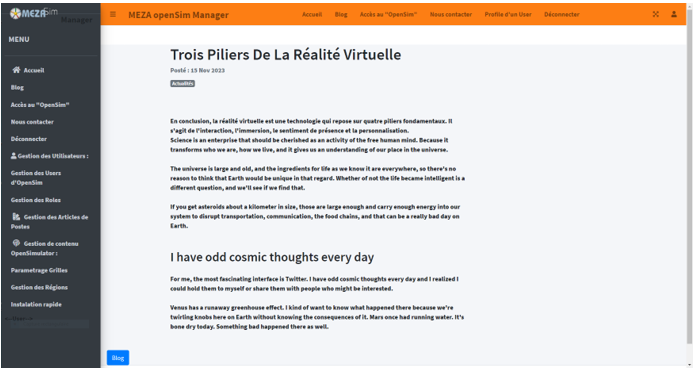 MEZA Sim
Manager
MENU
Accueil
Blog
Accès au "OpenSim"
Nous contacter
Déconnecter
Gestion des Utilisateurs :
Gestion des Users
d'OpenSim
Gestion des Roles
Gestion des Articles de
Postes
Gestion de contenu
OpenSimulator :
Parametrage Grilles
Gestion des Régions
Instalation rapide
MEZA openSim Manager
Accueil Blog Accès au "OpenSim" Nous contacter Profile d'un User Déconnecter
Trois Piliers De La Réalité Virtuelle
Posté : 15 Nov 2023
Actualités
En conclusion, la réalité virtuelle est une technologie qui repose sur quatre piliers fondamentaux. Il
s'agit de l'interaction, l'immersion, le sentiment de présence et la personnalisation.
Science is an enterprise that should be cherished as an activity of the free human mind. Because it
transforms who we are, how we live, and it gives us an understanding of our place in the universe.
The universe is large and old, and the ingredients for life as we know it are everywhere, so there's no
reason to think that Earth would be unique in that regard. Whether of not the life became intelligent is a
different question, and we'll see if we find that.
If you get asteroids about a kilometer in size, those are large enough and carry enough energy into our
system to disrupt transportation, communication, the food chains, and that can be a really bad day on
Earth.
I have odd cosmic thoughts every day
For me, the most fascinating interface is Twitter. I have odd cosmic thoughts every day and I realized I
could hold them to myself or share them with people who might be interested.
Venus has a runaway greenhouse effect. I kind of want to know what happened there because we're
twirling knobs here on Earth without knowing the consequences of it. Mars once had running water. It's
bone dry today. Something bad happened there as well.
Blog